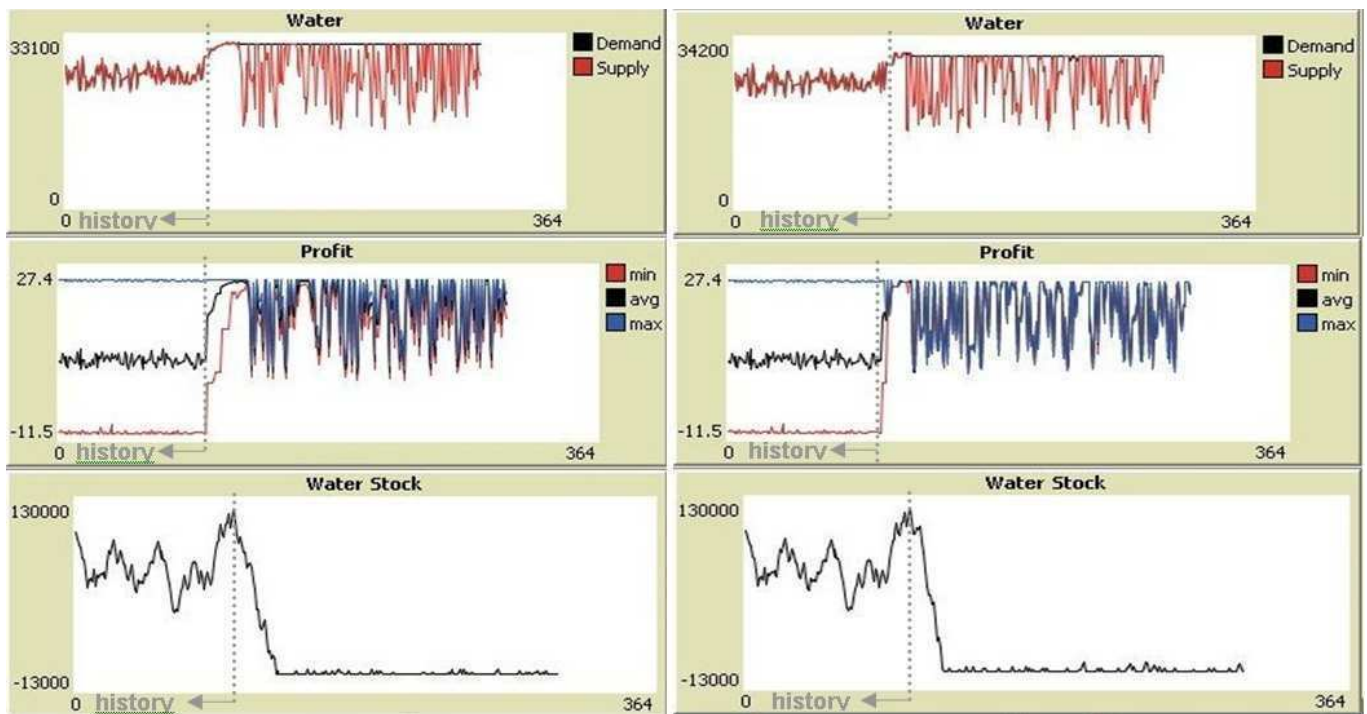 Water
33100
0
0 history 364
Demand
Supply
Water
34200
0
0 history 364
Demand
Supply
Profit
27.4
-11.5
0 history 364
min
avg
max
Profit
27.4
-11.5
0 history 364
min
avg
max
Water Stock
130000
-13000
0 history 364
Water Stock
130000
-13000
0 history 364